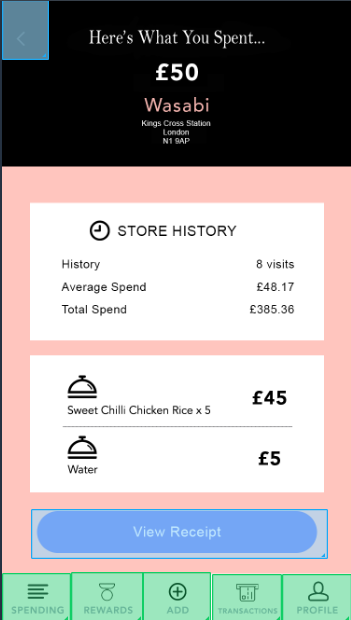 Here's What You Spent...
£50
Wasabi
Kings Cross Station
London
N1 9AP
STORE HISTORY
History 8 visits
Average Spend £48.17
Total Spend £385.36
Sweet Chilli Chicken Rice x 5 £45
Water £5
View Receipt
SPENDING REWARDS ADD TRANSACTIONS PROFILE